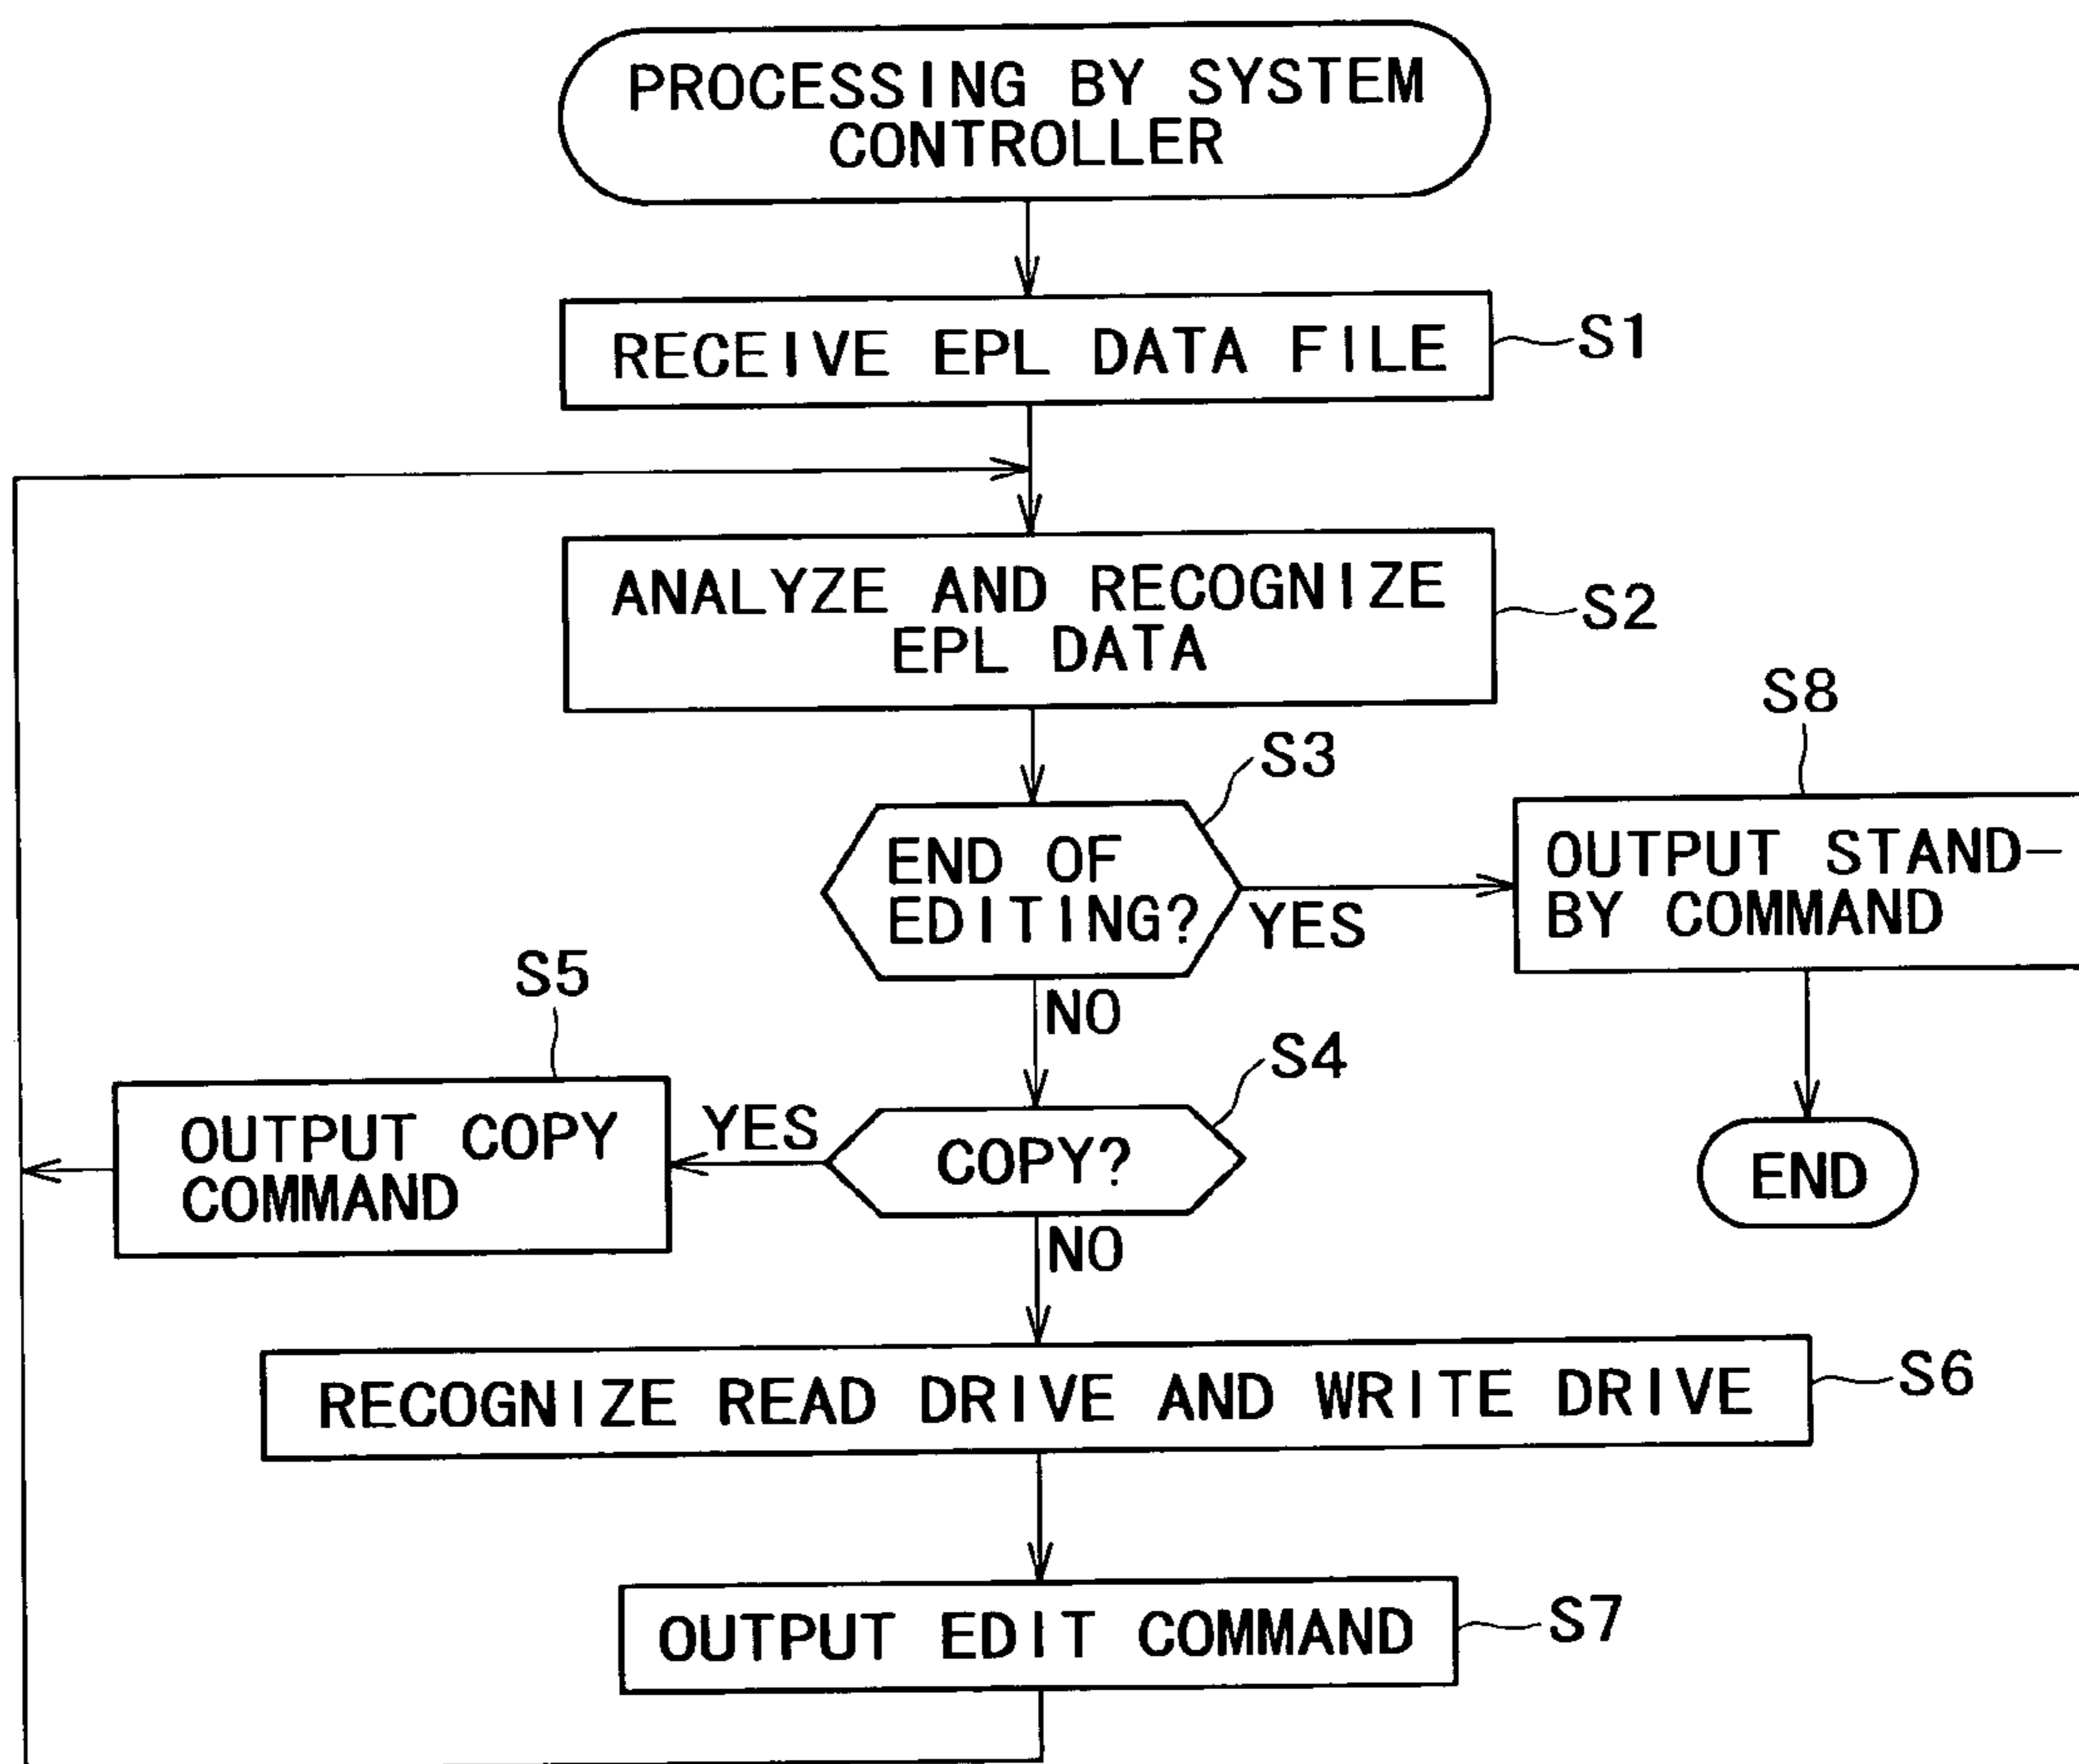 PROCESSING BY SYSTEM
CONTROLLER
RECEIVE EPL DATA FILE
S1
ANALYZE AND RECOGNIZE
EPL DATA
S2
S8
S3
END OF
EDITING?
YES
OUTPUT STAND-
BY COMMAND
NO
S5
S4
OUTPUT COPY
COMMAND
YES
COPY?
END
NO
RECOGNIZE READ DRIVE AND WRITE DRIVE
S6
OUTPUT EDIT COMMAND
S7